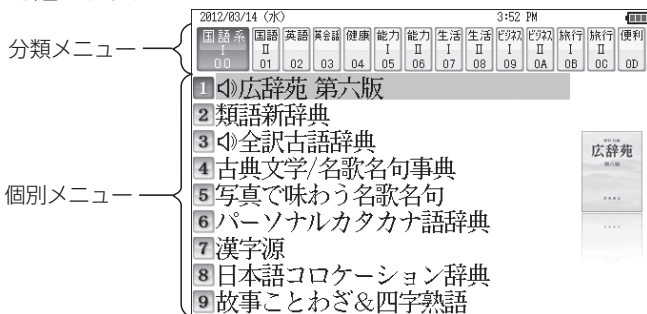 2012/03/14 (水) 3:52 PM
分類メニュー
国語系 I 00
国語 II 01
英語 02
英会話 03
健康 04
能力 I 05
能力 II 06
生活 I 07
生活 II 08
ビジネス I 09
ビジネス II 0A
旅行 I 0B
旅行 II 0C
便利 0D
個別メニュー
1 広辞苑 第六版
2 類語新辞典
3 全訳古語辞典
4 古典文学/名歌名句事典
5 写真で味わう名歌名句
6 パーソナルカタカナ語辞典
7 漢字源
8 日本語コロケーション辞典
9 故事ことわざ&四字熟語
広辞苑